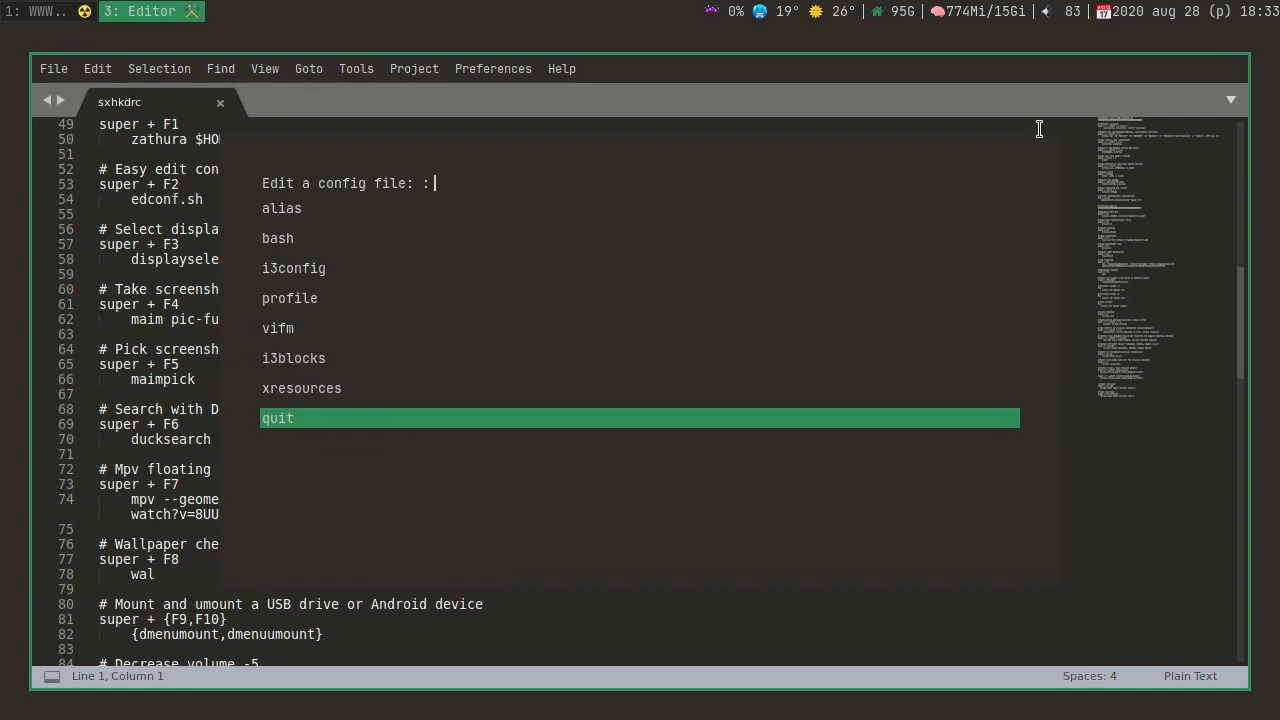 1: WWW.. ☢ 3: Editor 🛠 👾 0% 🥶 19° 🌞 26° 95G 🧠774Mi/15Gi 83 📅2020 aug 28 (p) 18:33
File Edit Selection Find View Goto Tools Project Preferences Help
sxhkdrc ×
49 super + F1
50 zathura $HO
51
52 # Easy edit con
53 super + F2
54 edconf.sh
55
56 # Select displa
57 super + F3
58 displaysele
59
60 # Take screensh
61 super + F4
62 maim pic-fu
63
64 # Pick screensh
65 super + F5
66 maimpick
67
68 # Search with D
69 super + F6
70 ducksearch
71
72 # Mpv floating
73 super + F7
74 mpv --geome
watch?v=8UU
75
76 # Wallpaper che
77 super + F8
78 wal
79
80 # Mount and umount a USB drive or Android device
81 super + {F9,F10}
82 {dmenumount,dmenuumount}
83
84 # Decrease volume -5
Edit a config file: :
alias
bash
i3config
profile
vifm
i3blocks
xresources
quit
Line 1, Column 1 Spaces: 4 Plain Text